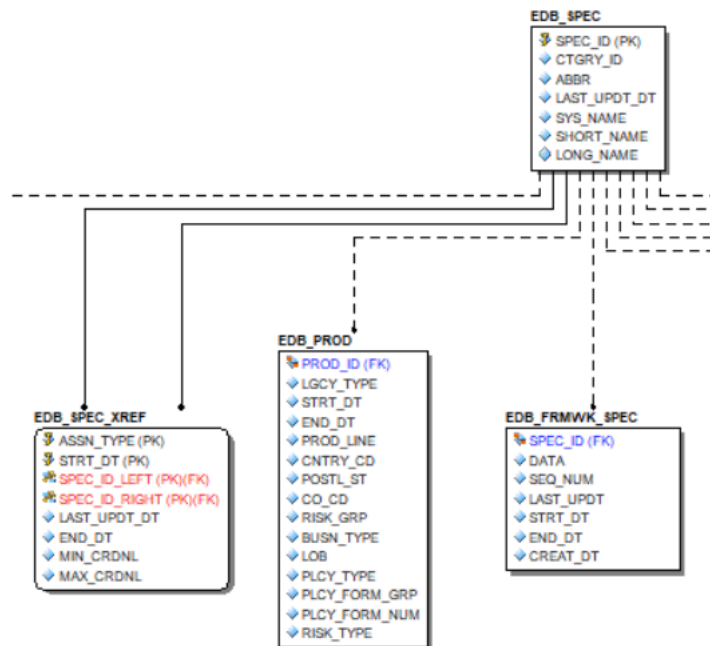 EDB_SPEC
SPEC_ID (PK)
CTGRY_ID
ABBR
LAST_UPDT_DT
SYS_NAME
SHORT_NAME
LONG_NAME
EDB_SPEC_XREF
ASSN_TYPE (PK)
STRT_DT (PK)
SPEC_ID_LEFT (PK)(FK)
SPEC_ID_RIGHT (PK)(FK)
LAST_UPDT_DT
END_DT
MIN_CRDNL
MAX_CRDNL
EDB_PROD
PROD_ID (FK)
LGCY_TYPE
STRT_DT
END_DT
PROD_LINE
CNTRY_CD
POSTL_ST
CO_CD
RISK_GRP
BUSN_TYPE
LOB
PLCY_TYPE
PLCY_FORM_GRP
PLCY_FORM_NUM
RISK_TYPE
EDB_FRMWK_SPEC
SPEC_ID (FK)
DATA
SEQ_NUM
LAST_UPDT
STRT_DT
END_DT
CREAT_DT